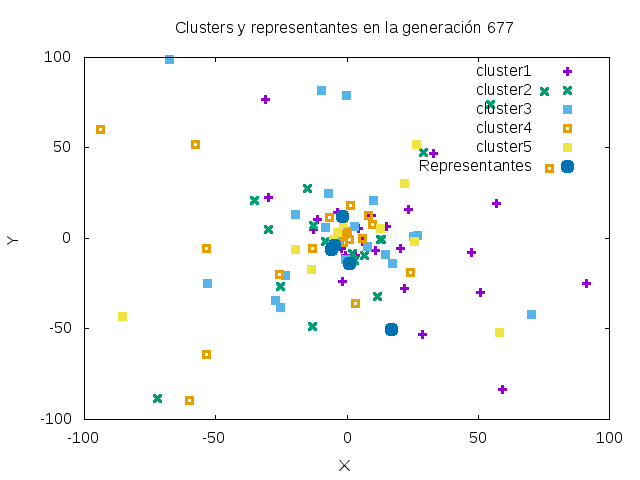 Clusters y representantes en la generación 677
100
50
0
-50
-100
-100
-50
0
50
100
X
Y
cluster1
cluster2
cluster3
cluster4
cluster5
Representantes